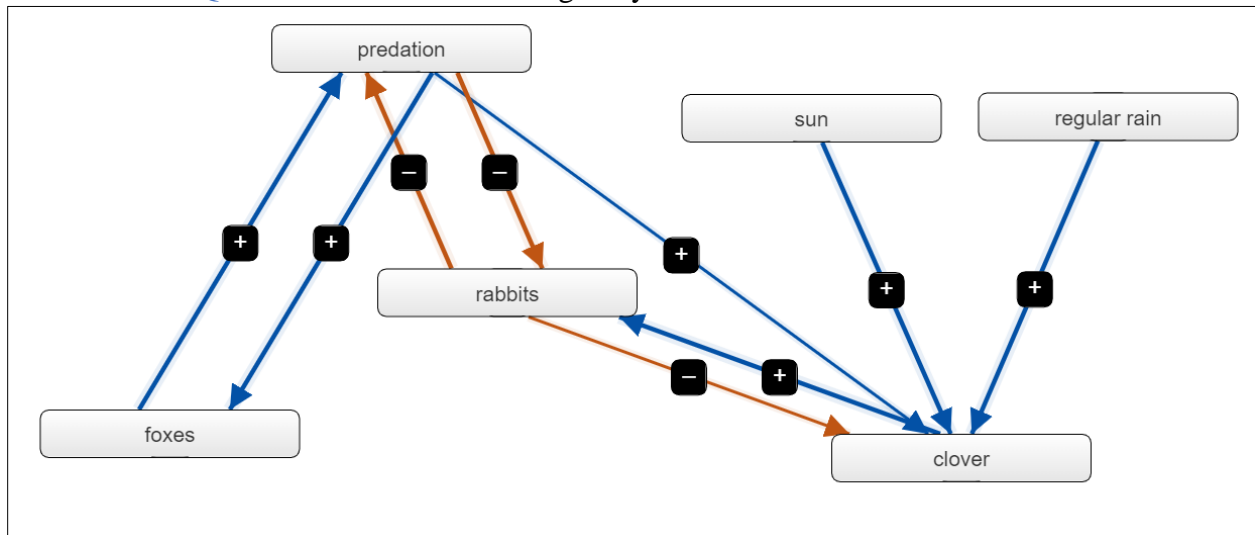 predation
sun
regular rain
−
−
+
+
+
+
+
rabbits
−
+
foxes
clover